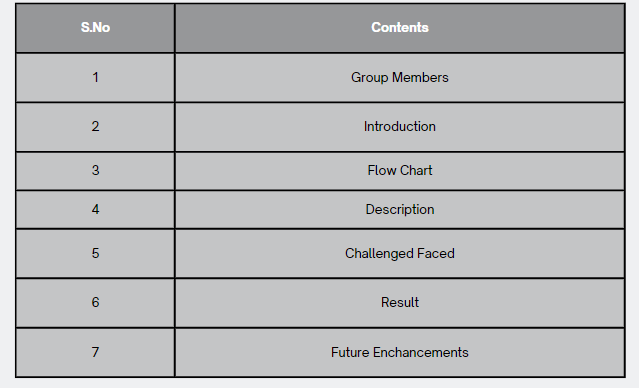 S.No Contents
1 Group Members
2 Introduction
3 Flow Chart
4 Description
5 Challenged Faced
6 Result
7 Future Enchancements